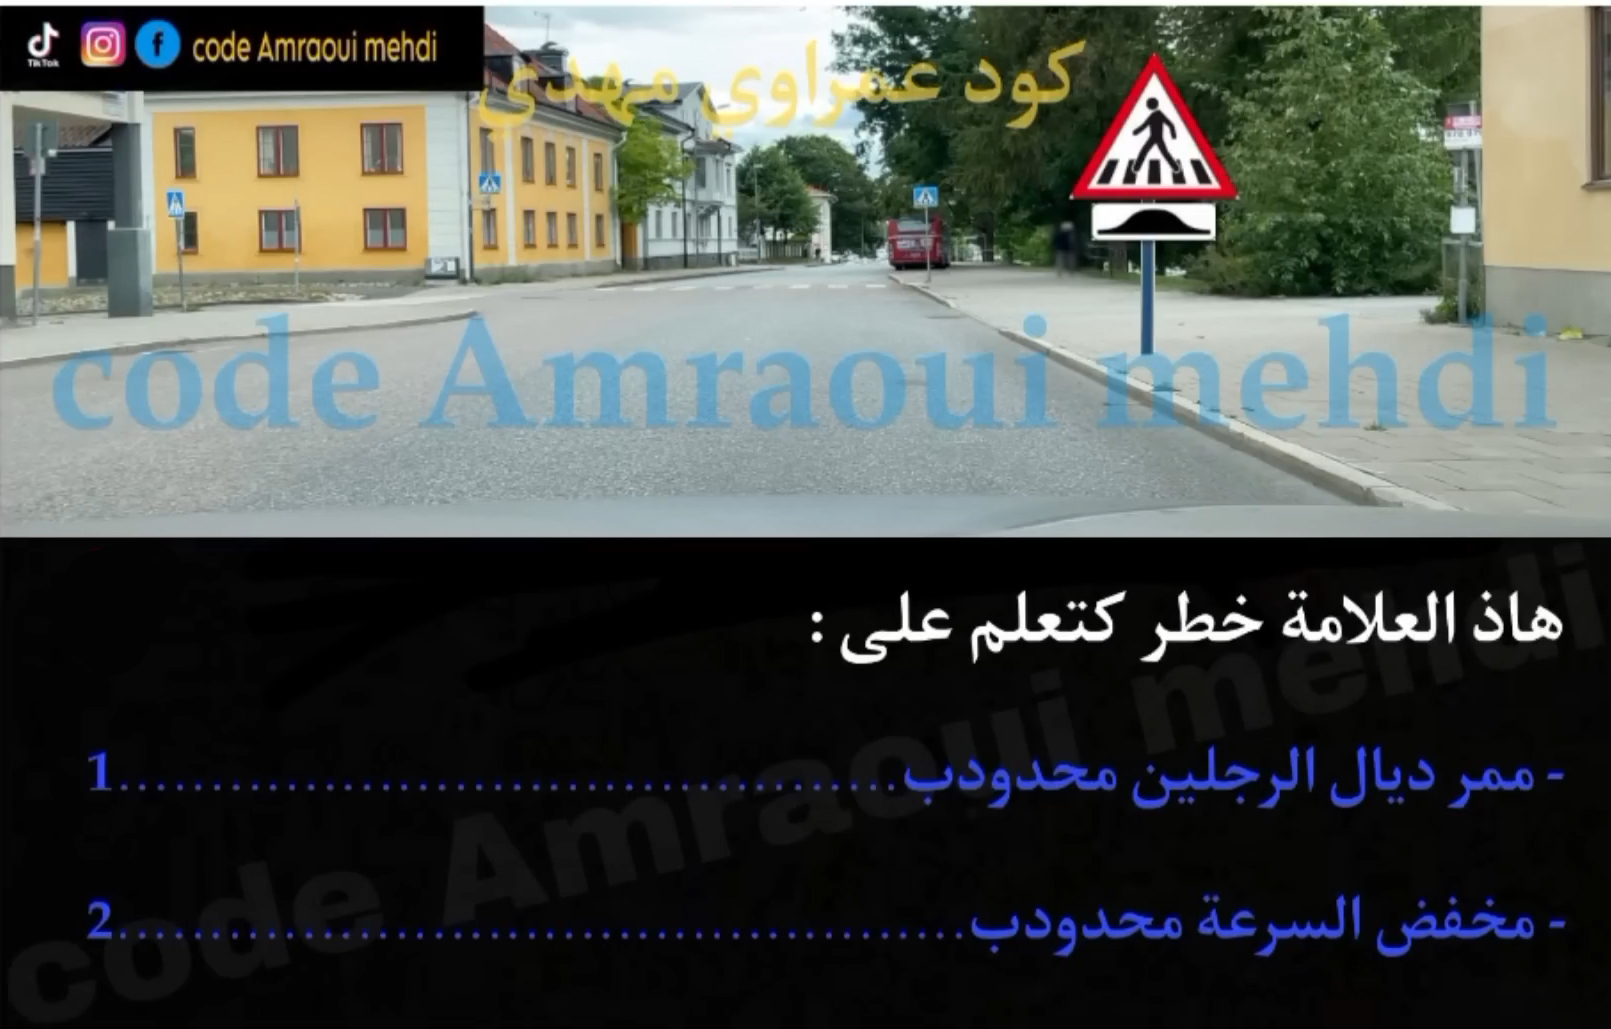 TikTok
code Amraoui mehdi
كود عمراوي مهدي
code Amraoui mehdi
هاذ العلامة خطر كتعلم على :
- ممر ديال الرجلين محدودب........................................1
- مخفض السرعة محدودب........................................2
code Amraoui mehdi